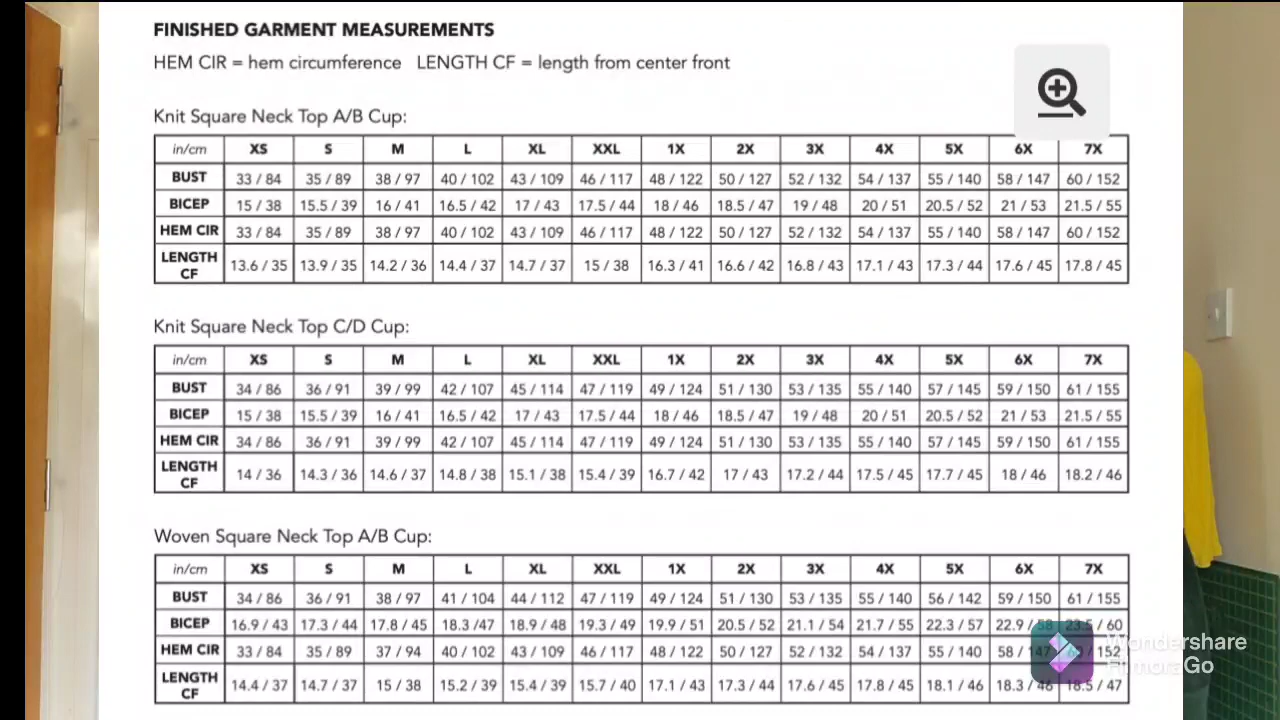 FINISHED GARMENT MEASUREMENTS
HEM CIR = hem circumference LENGTH CF = length from center front
Knit Square Neck Top A/B Cup:
in/cm XS S M L XL XXL 1X 2X 3X 4X 5X 6X 7X
BUST 33 / 84 35 / 89 38 / 97 40 / 102 43 / 109 46 / 117 48 / 122 50 / 127 52 / 132 54 / 137 55 / 140 58 / 147 60 / 152
BICEP 15 / 38 15.5 / 39 16 / 41 16.5 / 42 17 / 43 17.5 / 44 18 / 46 18.5 / 47 19 / 48 20 / 51 20.5 / 52 21 / 53 21.5 / 55
HEM CIR 33 / 84 35 / 89 38 / 97 40 / 102 43 / 109 46 / 117 48 / 122 50 / 127 52 / 132 54 / 137 55 / 140 58 / 147 60 / 152
LENGTH CF 13.6 / 35 13.9 / 35 14.2 / 36 14.4 / 37 14.7 / 37 15 / 38 16.3 / 41 16.6 / 42 16.8 / 43 17.1 / 43 17.3 / 44 17.6 / 45 17.8 / 45
Knit Square Neck Top C/D Cup:
in/cm XS S M L XL XXL 1X 2X 3X 4X 5X 6X 7X
BUST 34 / 86 36 / 91 39 / 99 42 / 107 45 / 114 47 / 119 49 / 124 51 / 130 53 / 135 55 / 140 57 / 145 59 / 150 61 / 155
BICEP 15 / 38 15.5 / 39 16 / 41 16.5 / 42 17 / 43 17.5 / 44 18 / 46 18.5 / 47 19 / 48 20 / 51 20.5 / 52 21 / 53 21.5 / 55
HEM CIR 34 / 86 36 / 91 39 / 99 42 / 107 45 / 114 47 / 119 49 / 124 51 / 130 53 / 135 55 / 140 57 / 145 59 / 150 61 / 155
LENGTH CF 14 / 36 14.3 / 36 14.6 / 37 14.8 / 38 15.1 / 38 15.4 / 39 16.7 / 42 17 / 43 17.2 / 44 17.5 / 45 17.7 / 45 18 / 46 18.2 / 46
Woven Square Neck Top A/B Cup:
in/cm XS S M L XL XXL 1X 2X 3X 4X 5X 6X 7X
BUST 34 / 86 36 / 91 38 / 97 41 / 104 44 / 112 47 / 119 49 / 124 51 / 130 53 / 135 55 / 140 56 / 142 59 / 150 61 / 155
BICEP 16.9 / 43 17.3 / 44 17.8 / 45 18.3 /47 18.9 / 48 19.3 / 49 19.9 / 51 20.5 / 52 21.1 / 54 21.7 / 55 22.3 / 57 22.9 / 58 23.5 / 60
HEM CIR 33 / 84 35 / 89 37 / 94 40 / 102 43 / 109 46 / 117 48 / 122 50 / 127 52 / 132 54 / 137 55 / 140 58 / 147 60 / 152
LENGTH CF 14.4 / 37 14.7 / 37 15 / 38 15.2 / 39 15.4 / 39 15.7 / 40 17.1 / 43 17.3 / 44 17.6 / 45 17.8 / 45 18.1 / 46 18.3 / 46 18.5 / 47
Wondershare
FilmoraGo